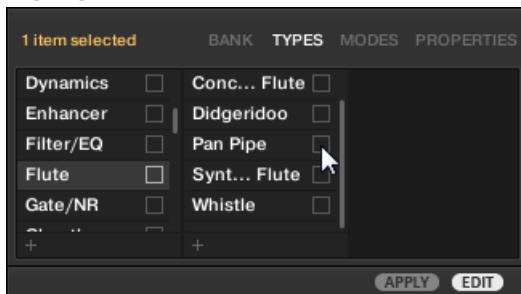 1 item selected BANK TYPES MODES PROPERTIES
Dynamics Conc... Flute
Enhancer Didgeridoo
Filter/EQ Pan Pipe
Flute Synt... Flute
Gate/NR Whistle
+ +
APPLY EDIT